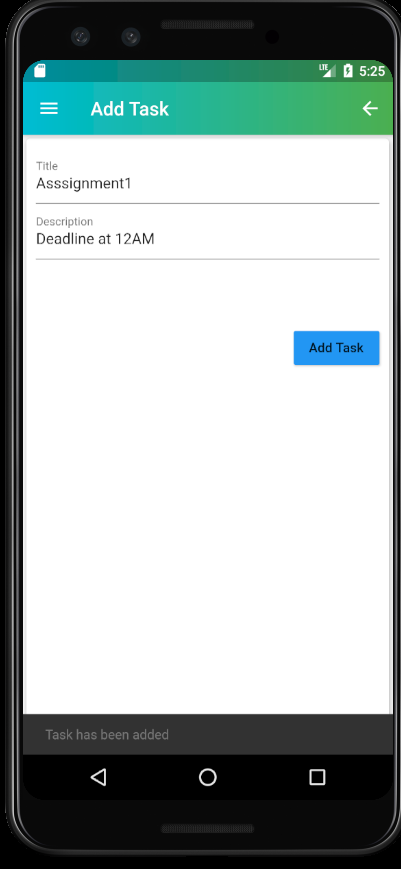 LTE 5:25
Add Task
Title
Asssignment1
Description
Deadline at 12AM
Add Task
Task has been added